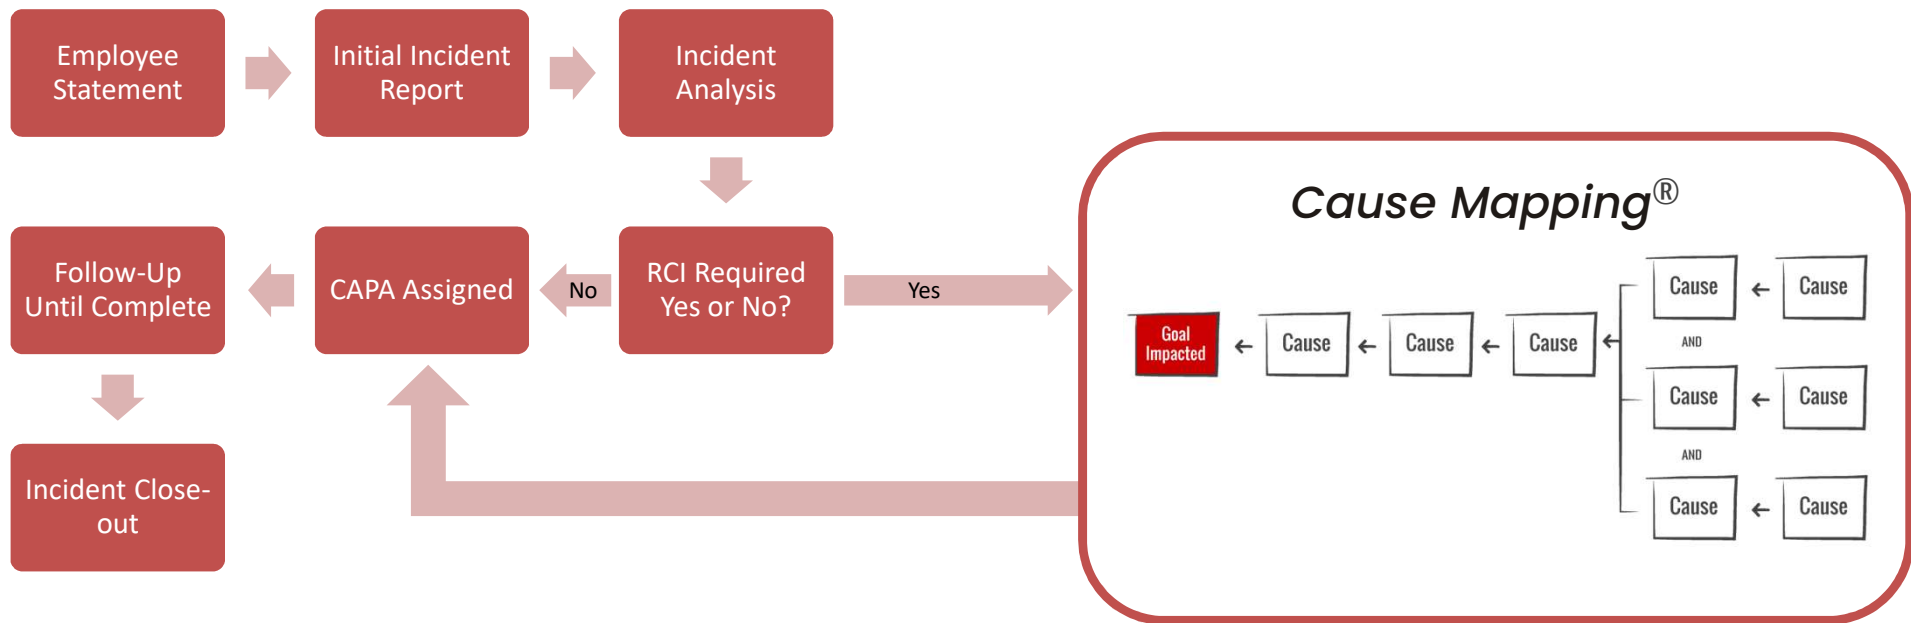 Employee
Statement
Initial Incident
Report
Incident
Analysis
Follow-Up
Until Complete
CAPA Assigned
No
RCI Required
Yes or No?
Yes
Incident Close-
out
Cause Mapping®
Goal
Impacted
Cause
Cause
Cause
Cause
Cause
AND
Cause
Cause
AND
Cause
Cause